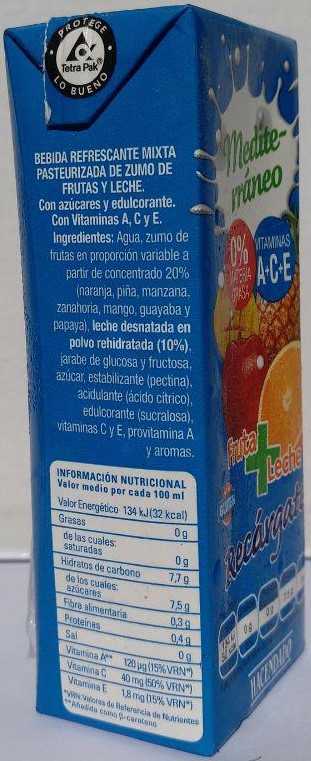 PROTEGE
Tetra Pak®
LO BUENO
BEBIDA REFRESCANTE MIXTA
PASTEURIZADA DE ZUMO DE
FRUTAS Y LECHE.
Con azúcares y edulcorante.
Con Vitaminas A, C y E.
Ingredientes: Agua, zumo de
frutas en proporción variable a
partir de concentrado 20%
(naranja, piña, manzana,
zanahoria, mango, guayaba y
papaya), leche desnatada en
polvo rehidratada (10%),
jarabe de glucosa y fructosa,
azúcar, estabilizante (pectina),
acidulante (ácido cítrico),
edulcorante (sucralosa),
vitaminas C y E, provitamina A
y aromas.
INFORMACIÓN NUTRICIONAL
Valor medio por cada 100 ml
Valor Energético 134 kJ (32 kcal)
Grasas 0 g
de las cuales:
saturadas 0 g
Hidratos de carbono 7,7 g
de los cuales:
azúcares 7,5 g
Fibra alimentaria 0,3 g
Proteínas 0,4 g
Sal 0 g
Vitamina A** 120 µg (15% VRN*)
Vitamina C 40 mg (50% VRN*)
Vitamina E 1,8 mg (15% VRN*)
*VRN: Valores de Referencia de Nutrientes
**Añadida como β-caroteno
Medite-
rráneo
0%
MATERIA
GRASA
VITAMINAS
A+C+E
Fruta
+
Leche
Recárgate
HACENDADO